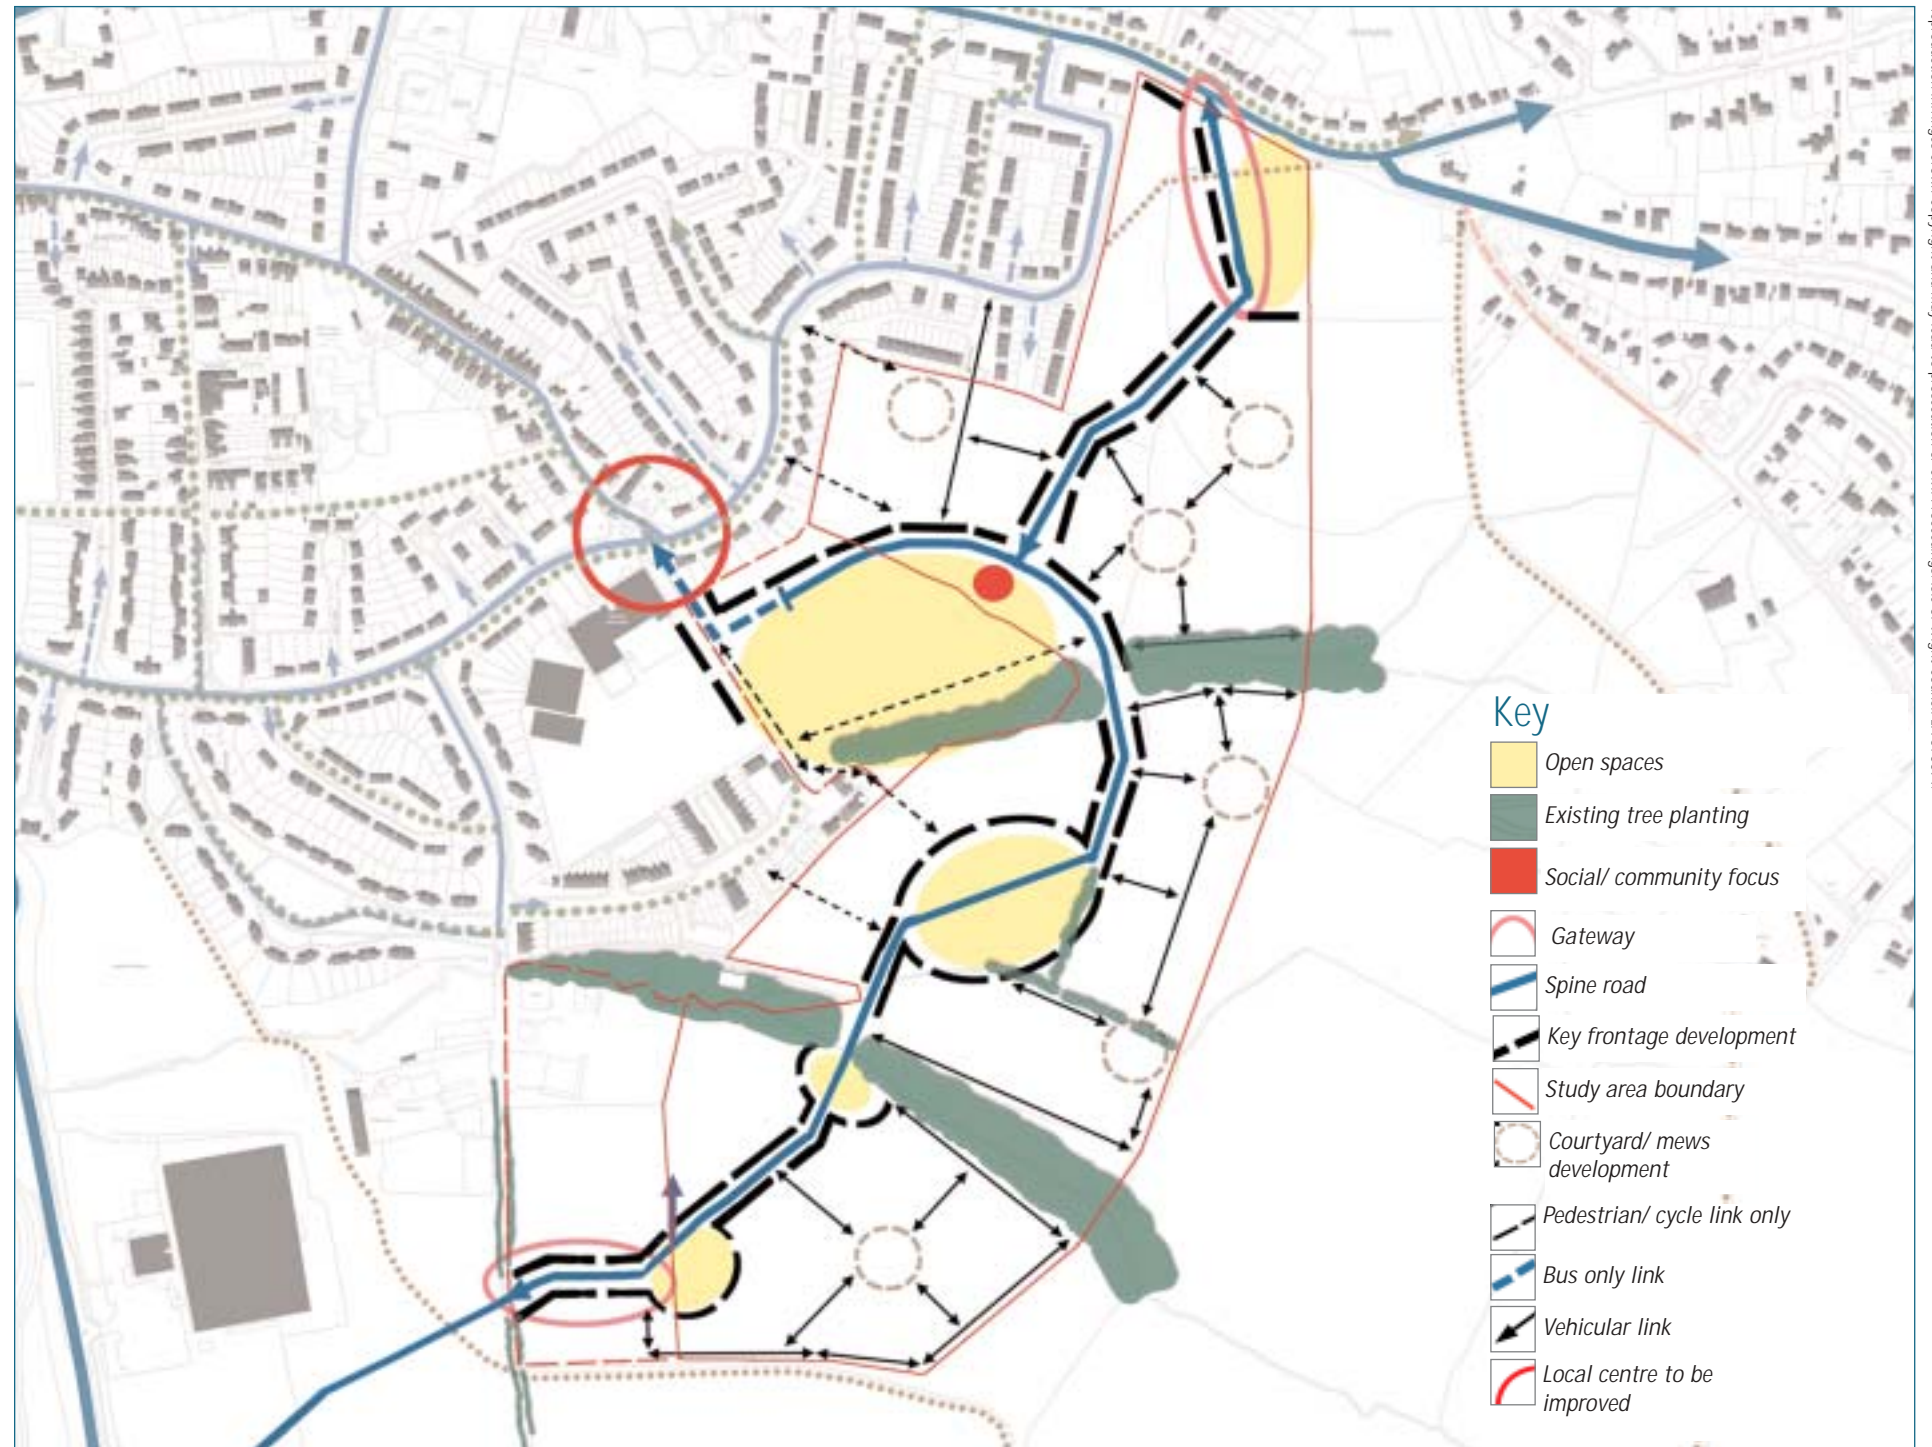 Key
Open spaces
Existing tree planting
Social/ community focus
Gateway
Spine road
Key frontage development
Study area boundary
Courtyard/ mews
development
Pedestrian/ cycle link only
Bus only link
Vehicular link
Local centre to be
improved